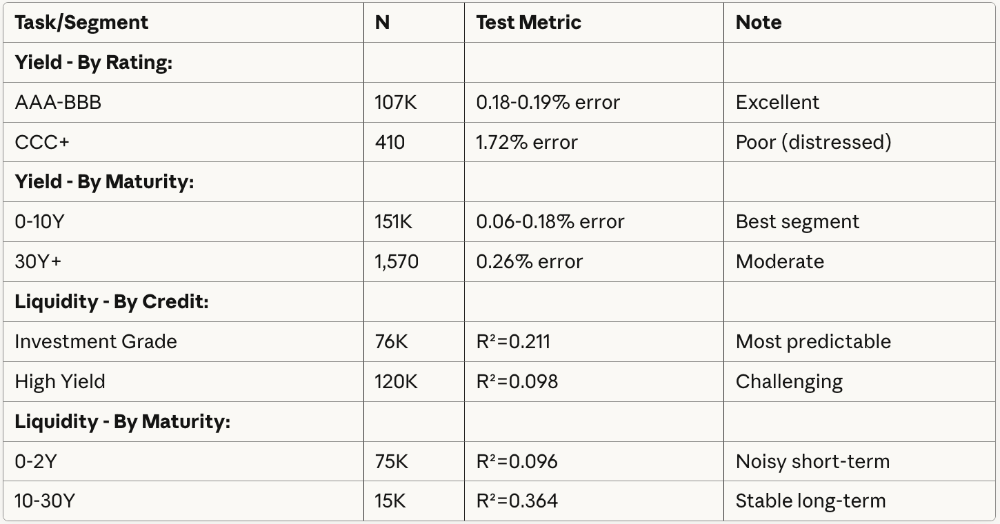 Task/Segment N Test Metric Note
Yield - By Rating:
AAA-BBB 107K 0.18-0.19% error Excellent
CCC+ 410 1.72% error Poor (distressed)
Yield - By Maturity:
0-10Y 151K 0.06-0.18% error Best segment
30Y+ 1,570 0.26% error Moderate
Liquidity - By Credit:
Investment Grade 76K R²=0.211 Most predictable
High Yield 120K R²=0.098 Challenging
Liquidity - By Maturity:
0-2Y 75K R²=0.096 Noisy short-term
10-30Y 15K R²=0.364 Stable long-term